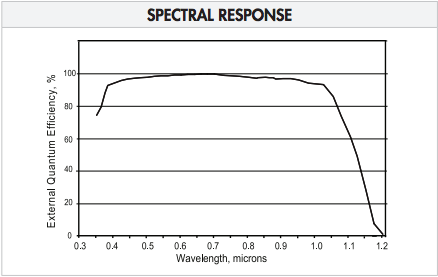 SPECTRAL RESPONSE
External Quantum Efficiency, %
100
80
60
40
20
0
0.3 0.4 0.5 0.6 0.7 0.8 0.9 1.0 1.1 1.2
Wavelength, microns